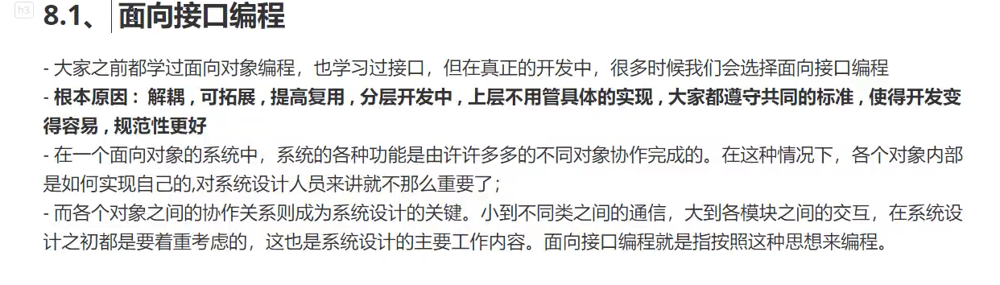 h3
8.1、 面向接口编程
- 大家之前都学过面向对象编程，也学习过接口，但在真正的开发中，很多时候我们会选择面向接口编程
- 根本原因 :  解耦 , 可拓展 , 提高复用 , 分层开发中 , 上层不用管具体的实现 , 大家都遵守共同的标准 , 使得开发变
得容易 , 规范性更好
- 在一个面向对象的系统中，系统的各种功能是由许许多多的不同对象协作完成的。在这种情况下，各个对象内部
是如何实现自己的,对系统设计人员来讲就不那么重要了；
- 而各个对象之间的协作关系则成为系统设计的关键。小到不同类之间的通信，大到各模块之间的交互，在系统设
计之初都是要着重考虑的，这也是系统设计的主要工作内容。面向接口编程就是指按照这种思想来编程。